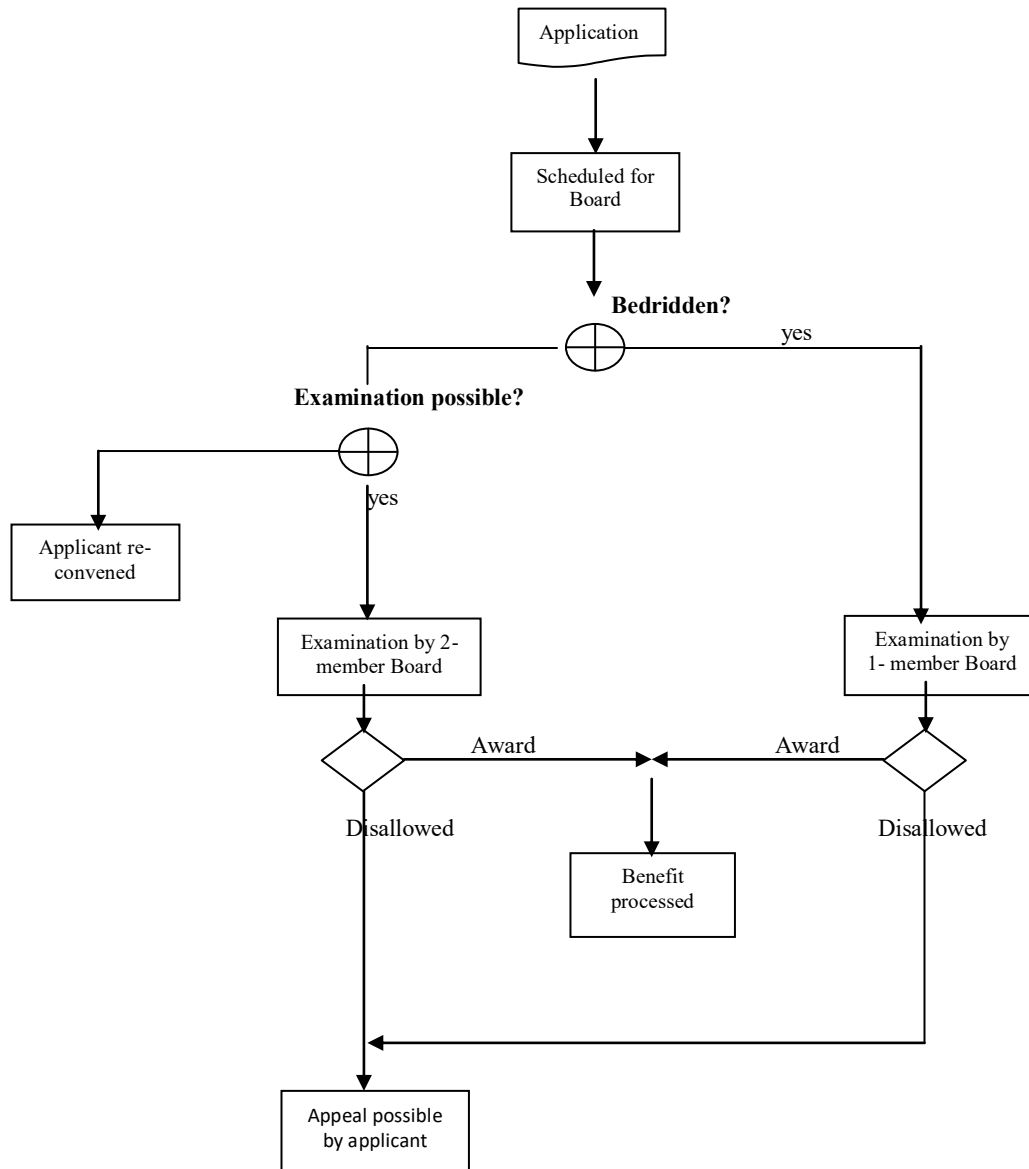 Application
Scheduled for
Board
Bedridden?
yes
Examination possible?
yes
Applicant re-
convened
Examination by 2-
member Board
Examination by
1- member Board
Award
Award
Disallowed
Disallowed
Benefit
processed
Appeal possible
by applicant